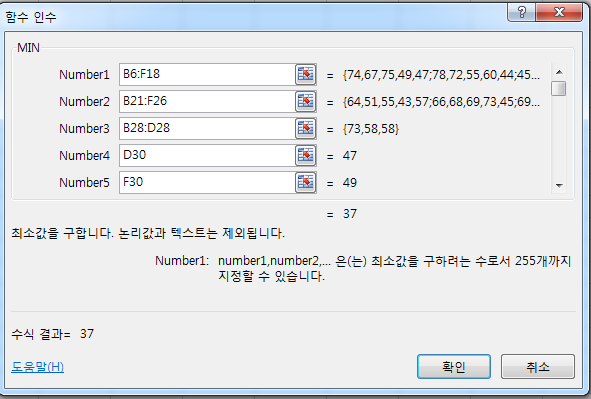 함수 인수
MIN
Number1 B6:F18 = {74,67,75,49,47;78,72,55,60,44;45...
Number2 B21:F26 = {64,51,55,43,57;66,68,69,73,45;69...
Number3 B28:D28 = {73,58,58}
Number4 D30 = 47
Number5 F30 = 49
= 37
최소값을 구합니다. 논리값과 텍스트는 제외됩니다.
Number1: number1,number2,... 은(는) 최소값을 구하려는 수로서 255개까지
지정할 수 있습니다.
수식 결과= 37
도움말(H) 확인 취소